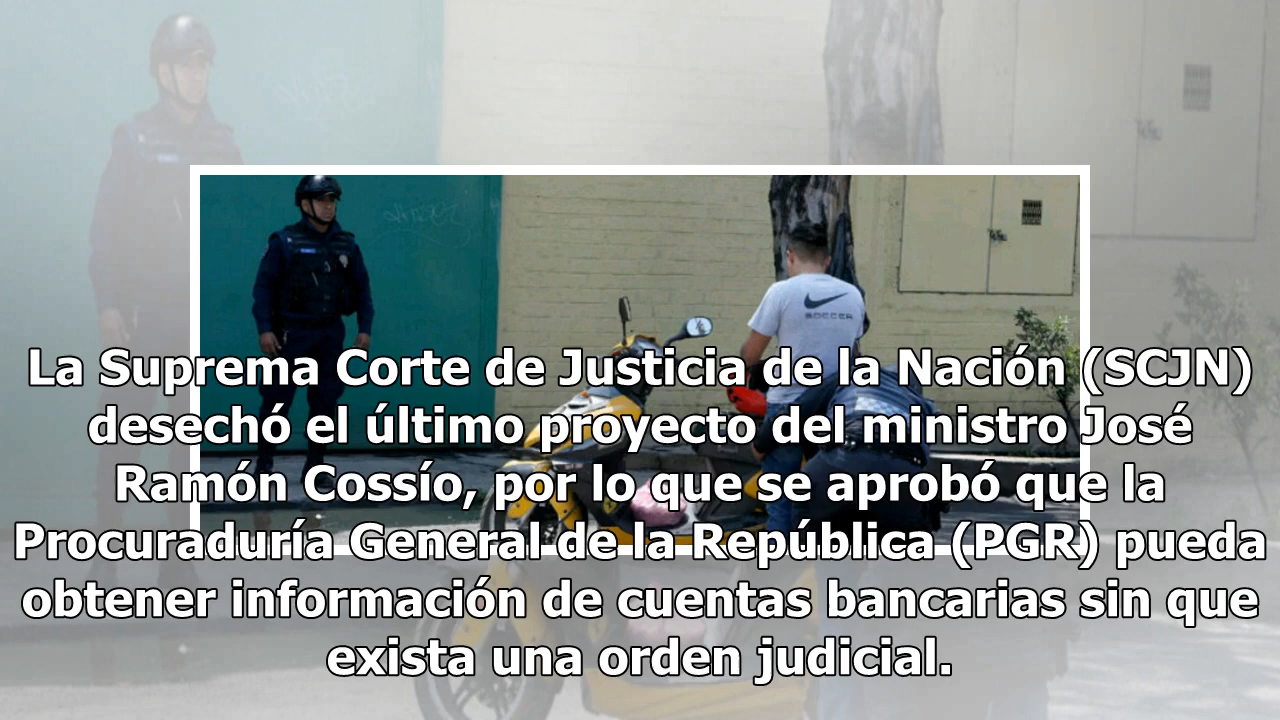 SOCCER
La Suprema Corte de Justicia de la Nación (SCJN)
desechó el último proyecto del ministro José
Ramón Cossío, por lo que se aprobó que la
Procuraduría General de la República (PGR) pueda
obtener información de cuentas bancarias sin que
exista una orden judicial.